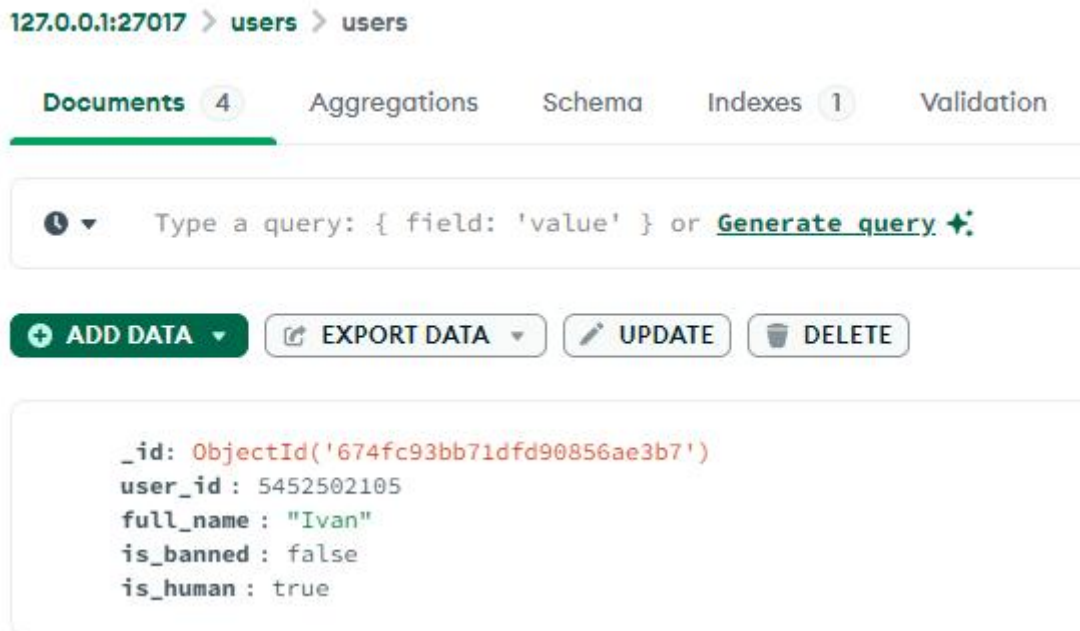 127.0.0.1:27017 > users > users
Documents 4 Aggregations Schema Indexes 1 Validation
Type a query: { field: 'value' } or Generate query
ADD DATA EXPORT DATA UPDATE DELETE
_id: ObjectId('674fc93bb71dfd90856ae3b7')
user_id : 5452502105
full_name : "Ivan"
is_banned : false
is_human : true